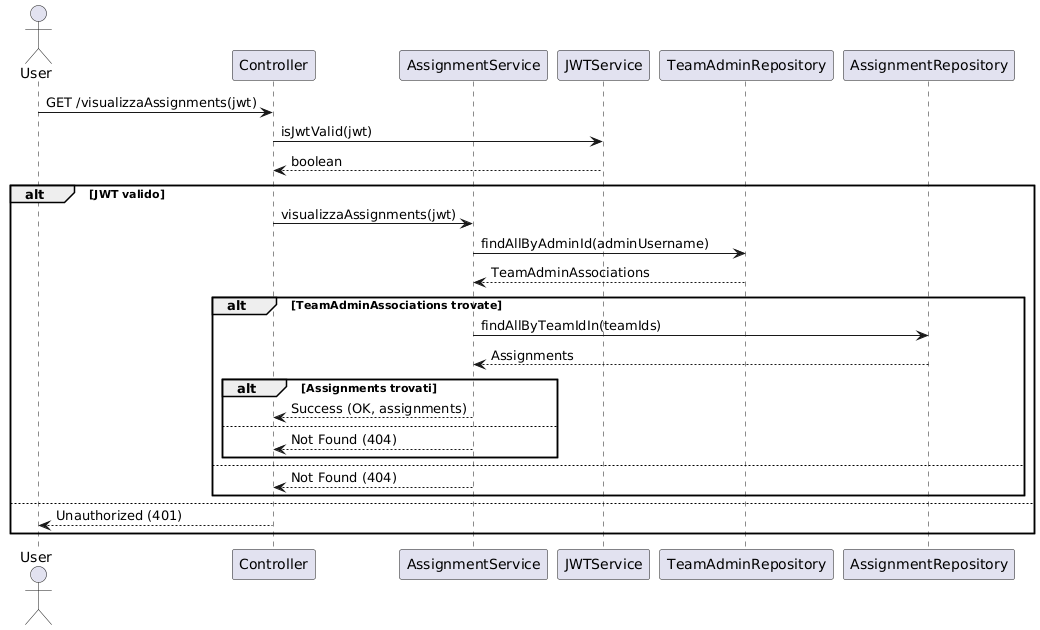 User
Controller
AssignmentService
JWTService
TeamAdminRepository
AssignmentRepository
GET /visualizzaAssignments(jwt)
isJwtValid(jwt)
boolean
alt
[JWT valido]
visualizzaAssignments(jwt)
findAllByAdminId(adminUsername)
TeamAdminAssociations
alt
[TeamAdminAssociations trovate]
findAllByTeamIdIn(teamIds)
Assignments
alt
[Assignments trovati]
Success (OK, assignments)
Not Found (404)
Not Found (404)
Unauthorized (401)
User
Controller
AssignmentService
JWTService
TeamAdminRepository
AssignmentRepository